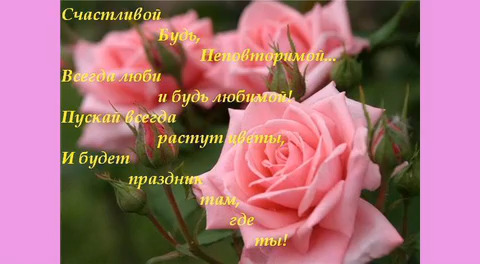 Счастливой
Будь,
Неповторимой...
Всегда люби
и будь любимой!
Пускай всегда
растут цветы,
И будет
праздник
там,
где
ты!